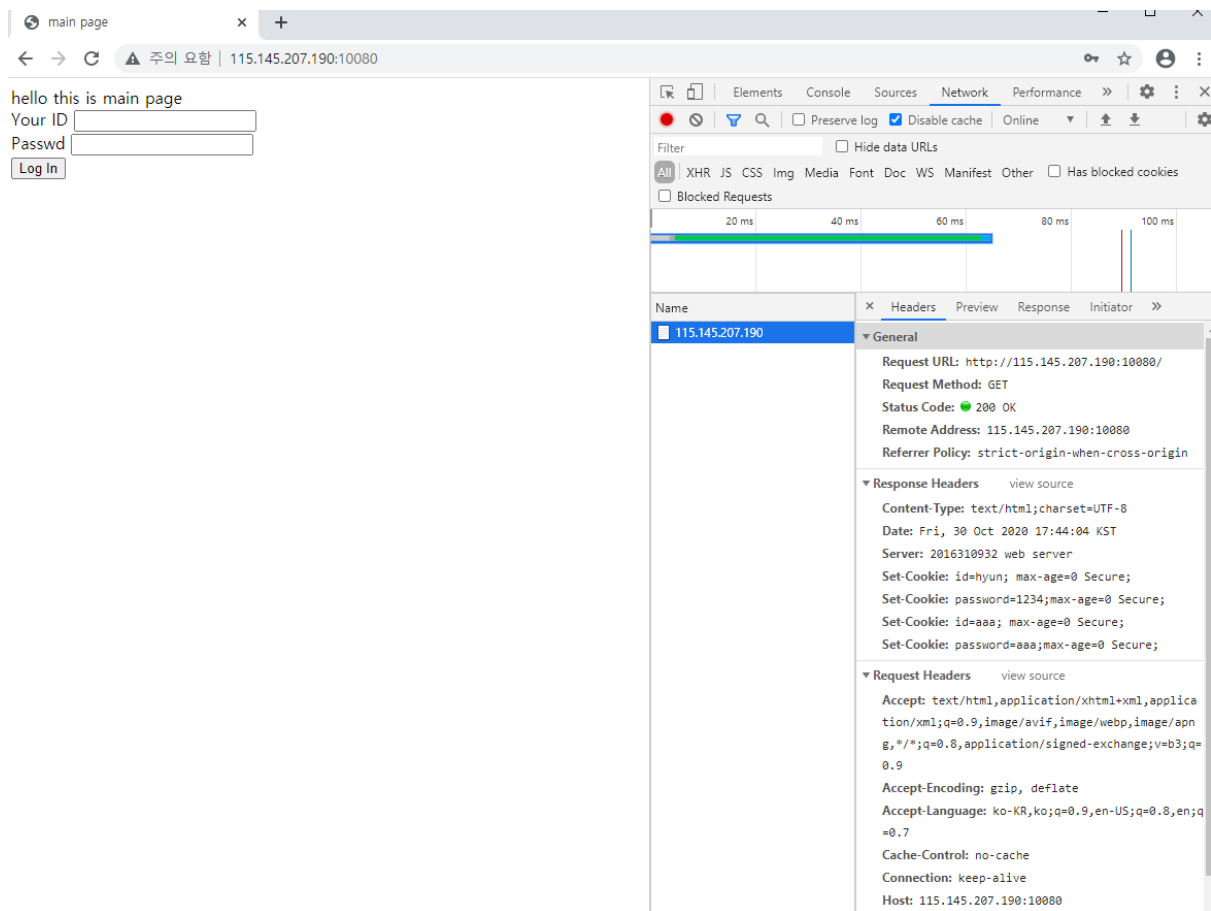 main page
주의 요함 | 115.145.207.190:10080
hello this is main page
Your ID
Passwd
Log In
Elements Console Sources Network Performance »
Preserve log Disable cache Online
Filter Hide data URLs
All XHR JS CSS Img Media Font Doc WS Manifest Other Has blocked cookies
Blocked Requests
20 ms 40 ms 60 ms 80 ms 100 ms
Name
115.145.207.190
× Headers Preview Response Initiator »
General
Request URL: http://115.145.207.190:10080/
Request Method: GET
Status Code: 200 OK
Remote Address: 115.145.207.190:10080
Referrer Policy: strict-origin-when-cross-origin
Response Headers view source
Content-Type: text/html;charset=UTF-8
Date: Fri, 30 Oct 2020 17:44:04 KST
Server: 2016310932 web server
Set-Cookie: id=hyun; max-age=0 Secure;
Set-Cookie: password=1234;max-age=0 Secure;
Set-Cookie: id=aaa; max-age=0 Secure;
Set-Cookie: password=aaa;max-age=0 Secure;
Request Headers view source
Accept: text/html,application/xhtml+xml,applica
tion/xml;q=0.9,image/avif,image/webp,image/apn
g,*/*;q=0.8,application/signed-exchange;v=b3;q=
0.9
Accept-Encoding: gzip, deflate
Accept-Language: ko-KR,ko;q=0.9,en-US;q=0.8,en;q
=0.7
Cache-Control: no-cache
Connection: keep-alive
Host: 115.145.207.190:10080